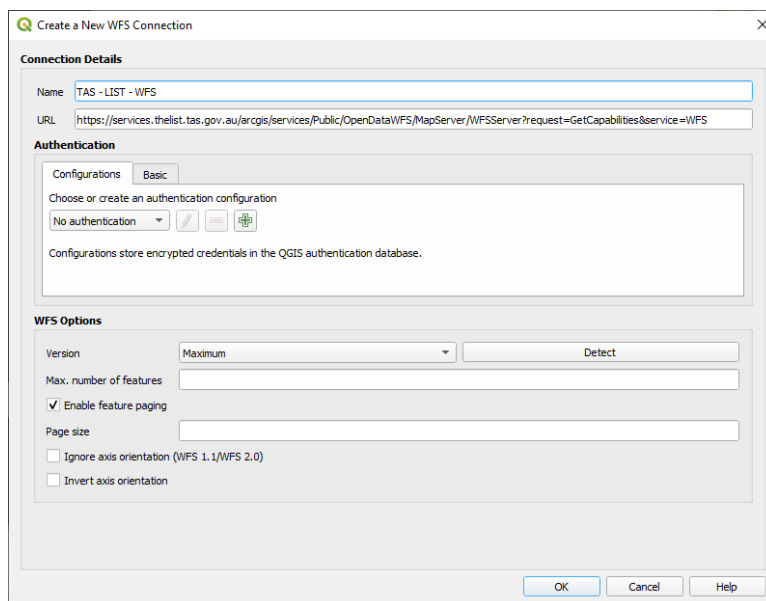 Create a New WFS Connection
Connection Details
Name TAS - LIST - WFS
URL https://services.thelist.tas.gov.au/arcgis/services/Public/OpenDataWFS/MapServer/WFSServer?request=GetCapabilities&service=WFS
Authentication
Configurations Basic
Choose or create an authentication configuration
No authentication
Configurations store encrypted credentials in the QGIS authentication database.
WFS Options
Version Maximum Detect
Max. number of features
Enable feature paging
Page size
Ignore axis orientation (WFS 1.1/WFS 2.0)
Invert axis orientation
OK Cancel Help